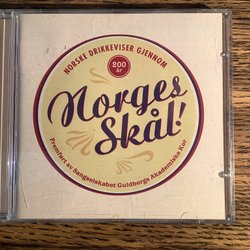 NORSKE DRIKKEVISER GJENNOM
200
år
Norges
Skål!
Fremført av Sangselskabet Guldbergs Akademiske Kor